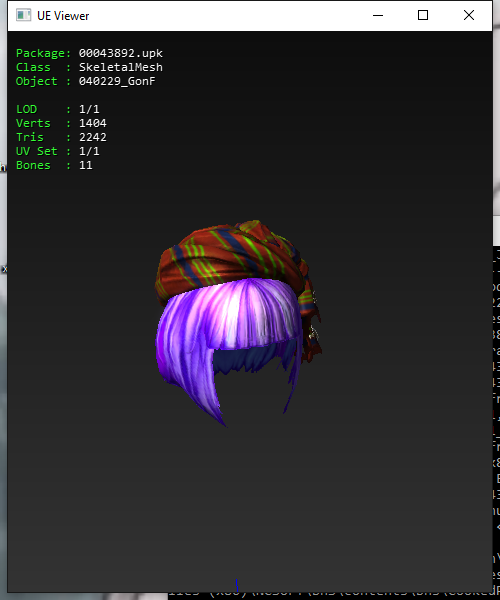 UE Viewer
Package: 00043892.upk
Class : SkeletalMesh
Object : 040229_GonF
LOD : 1/1
Verts : 1404
Tris : 2242
UV Set : 1/1
Bones : 11